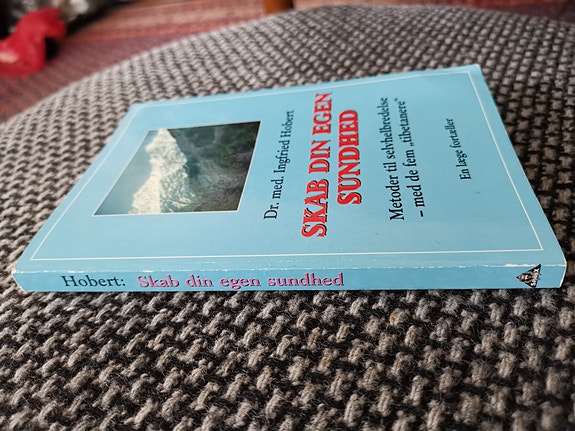 Dr. med. Ingfried Hobert
SKAB DIN EGEN
SUNDHED
Metoder til selvhelbredelse
– med de fem „tibetanere“
En læge fortæller
Hobert: Skab din egen sundhed